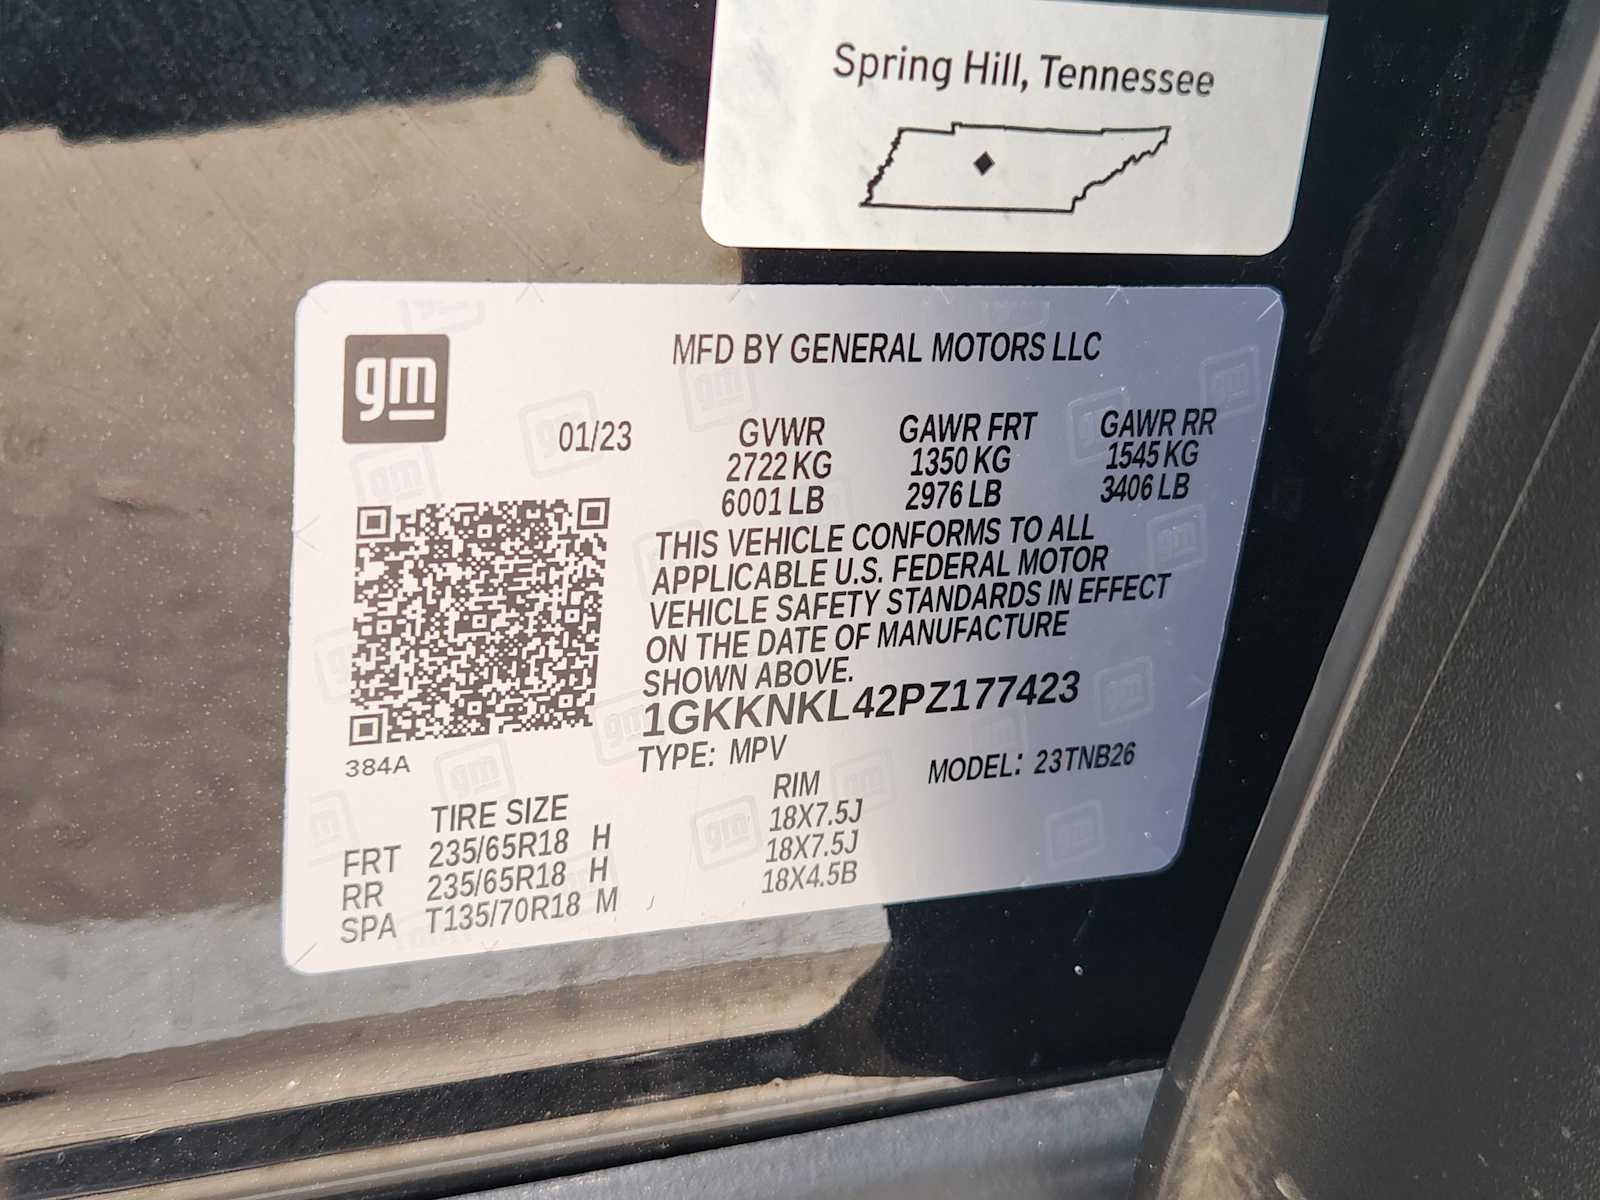 Spring Hill, Tennessee
gm
MFD BY GENERAL MOTORS LLC
01/23 GVWR GAWR FRT GAWR RR
2722 KG 1350 KG 1545 KG
6001 LB 2976 LB 3406 LB
THIS VEHICLE CONFORMS TO ALL
APPLICABLE U.S. FEDERAL MOTOR
VEHICLE SAFETY STANDARDS IN EFFECT
ON THE DATE OF MANUFACTURE
SHOWN ABOVE.
1GKKNKL42PZ177423
384A
TYPE: MPV MODEL: 23TNB26
TIRE SIZE RIM
FRT 235/65R18 H 18X7.5J
RR 235/65R18 H 18X7.5J
SPA T135/70R18 M 18X4.5B